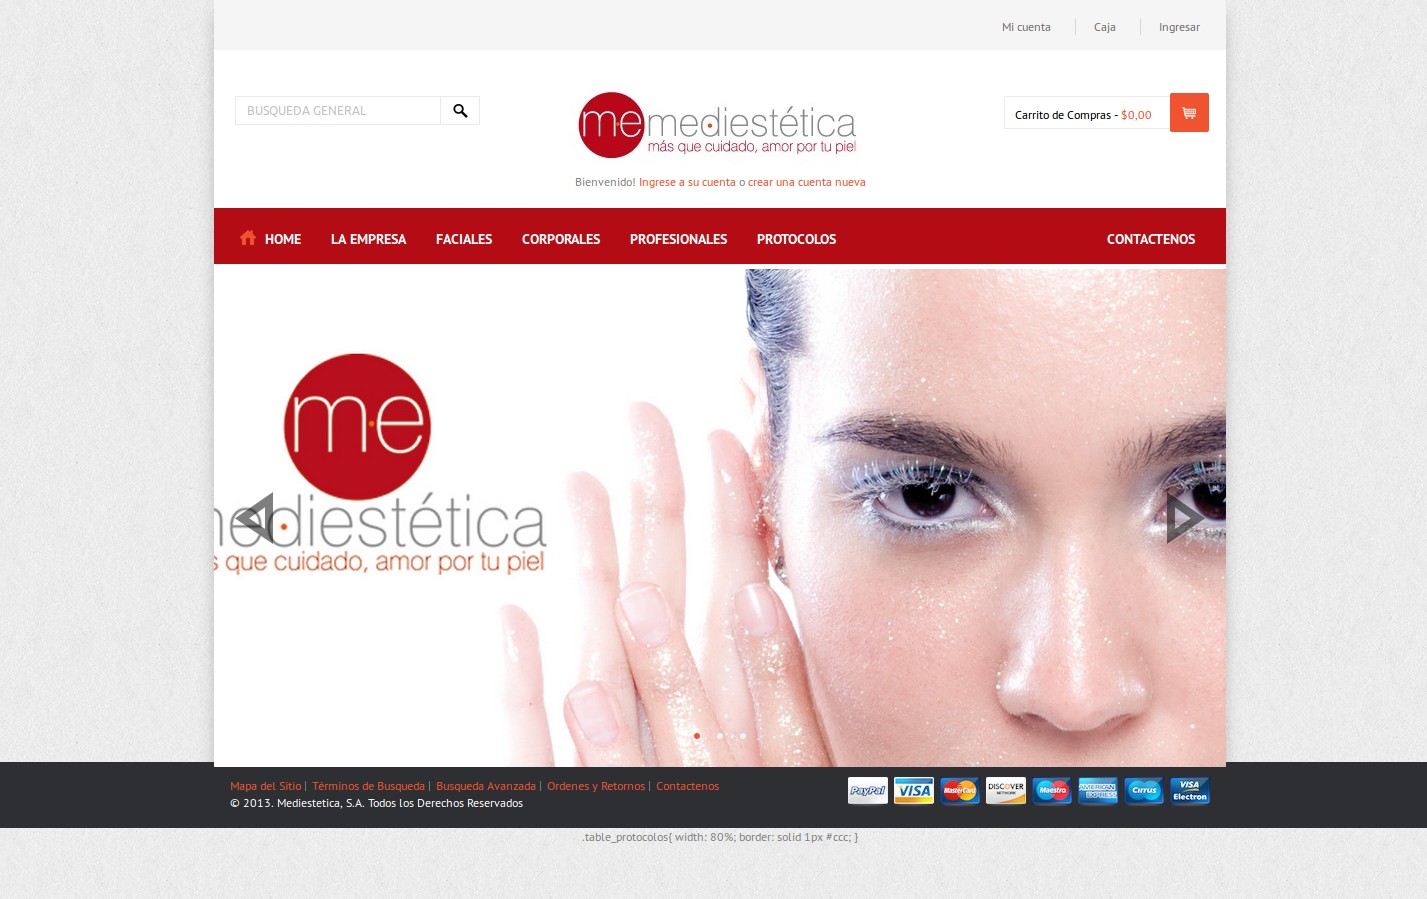 Mi cuenta
Caja
Ingresar
BUSQUEDA GENERAL
me mediestética
más que cuidado, amor por tu piel
Carrito de Compras - $0,00
Bienvenido! Ingrese a su cuenta o crear una cuenta nueva
HOME
LA EMPRESA
FACIALES
CORPORALES
PROFESIONALES
PROTOCOLOS
CONTACTENOS
m·e
mediestética
s que cuidado, amor por tu piel
Mapa del Sitio | Términos de Busqueda | Busqueda Avanzada | Ordenes y Retornos | Contactenos
© 2013. Mediestetica, S.A. Todos los Derechos Reservados
PayPal
VISA
MasterCard
DISCOVER NETWORK
Maestro
AMERICAN EXPRESS
Cirrus
VISA Electron
.table_protocolos{ width: 80%; border: solid 1px #ccc; }